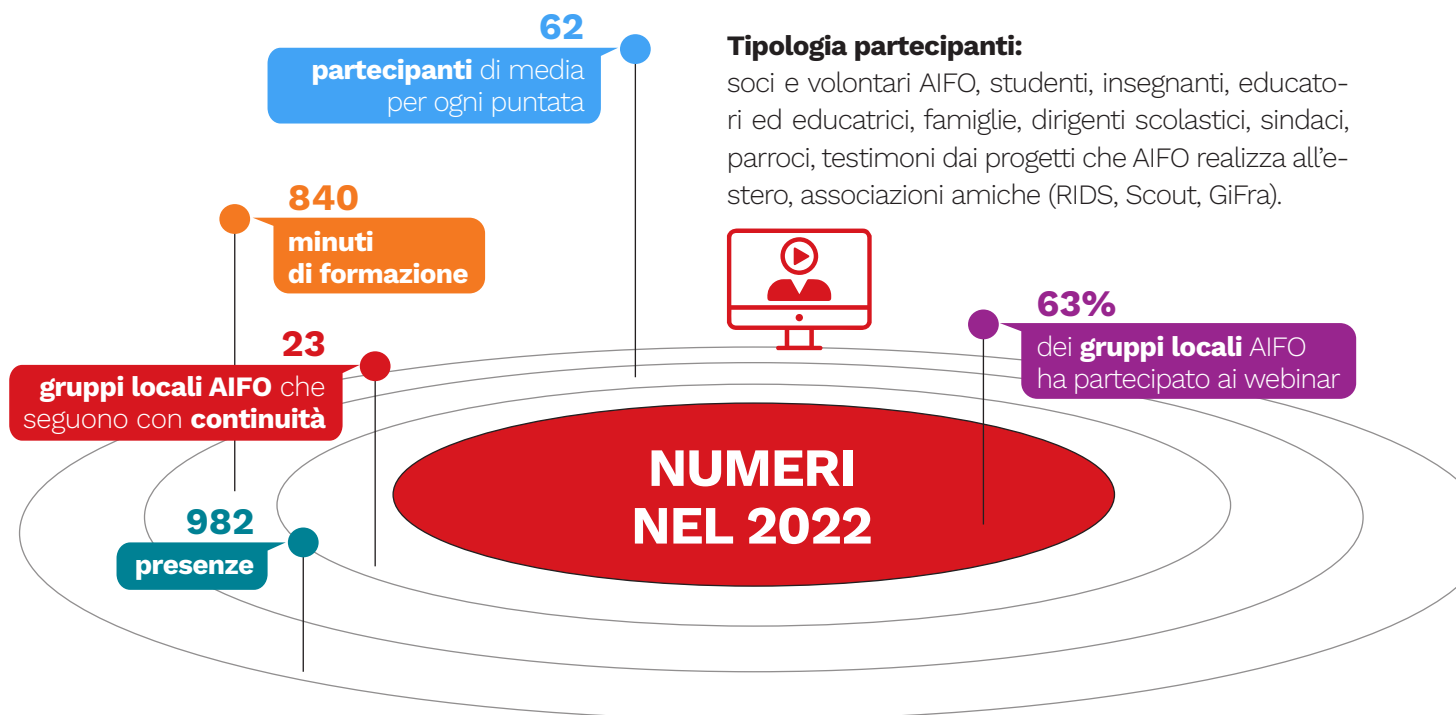 62
partecipanti di media
per ogni puntata
Tipologia partecipanti:
soci e volontari AIFO, studenti, insegnanti, educato-
ri ed educatrici, famiglie, dirigenti scolastici, sindaci,
parroci, testimoni dai progetti che AIFO realizza all'e-
stero, associazioni amiche (RIDS, Scout, GiFra).
840
minuti
di formazione
63%
dei gruppi locali AIFO
ha partecipato ai webinar
23
gruppi locali AIFO che
seguono con continuità
NUMERI
NEL 2022
982
presenze